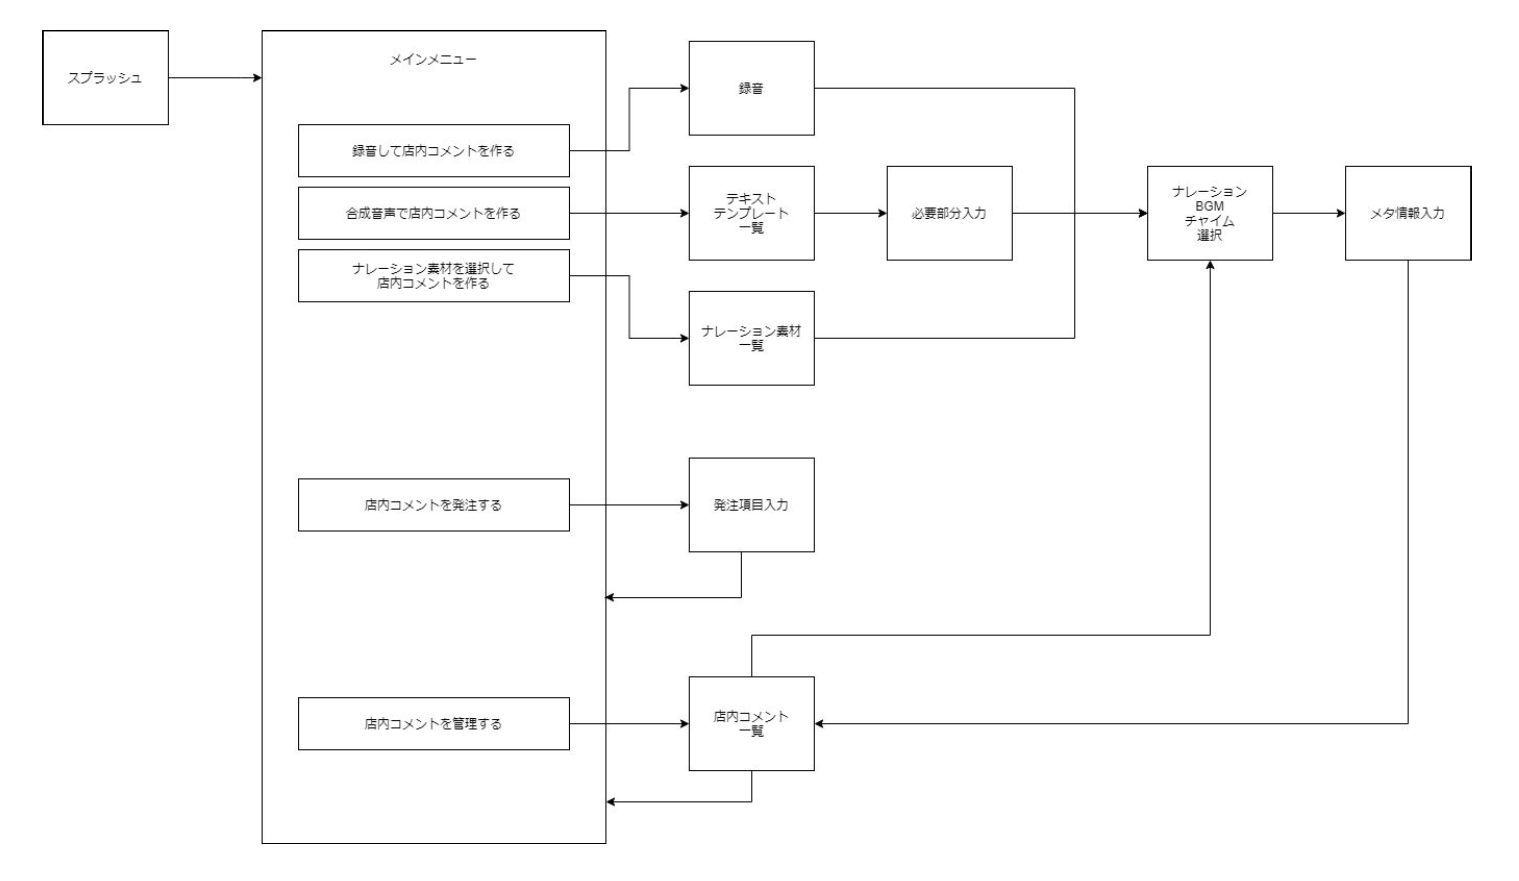 スプラッシュ
メインメニュー
録音して店内コメントを作る
合成音声で店内コメントを作る
ナレーション素材を選択して
店内コメントを作る
店内コメントを発注する
店内コメントを管理する
録音
テキスト
テンプレート
一覧
必要部分入力
ナレーション素材
一覧
ナレーション
BGM
チャイム
選択
メタ情報入力
発注項目入力
店内コメント
一覧